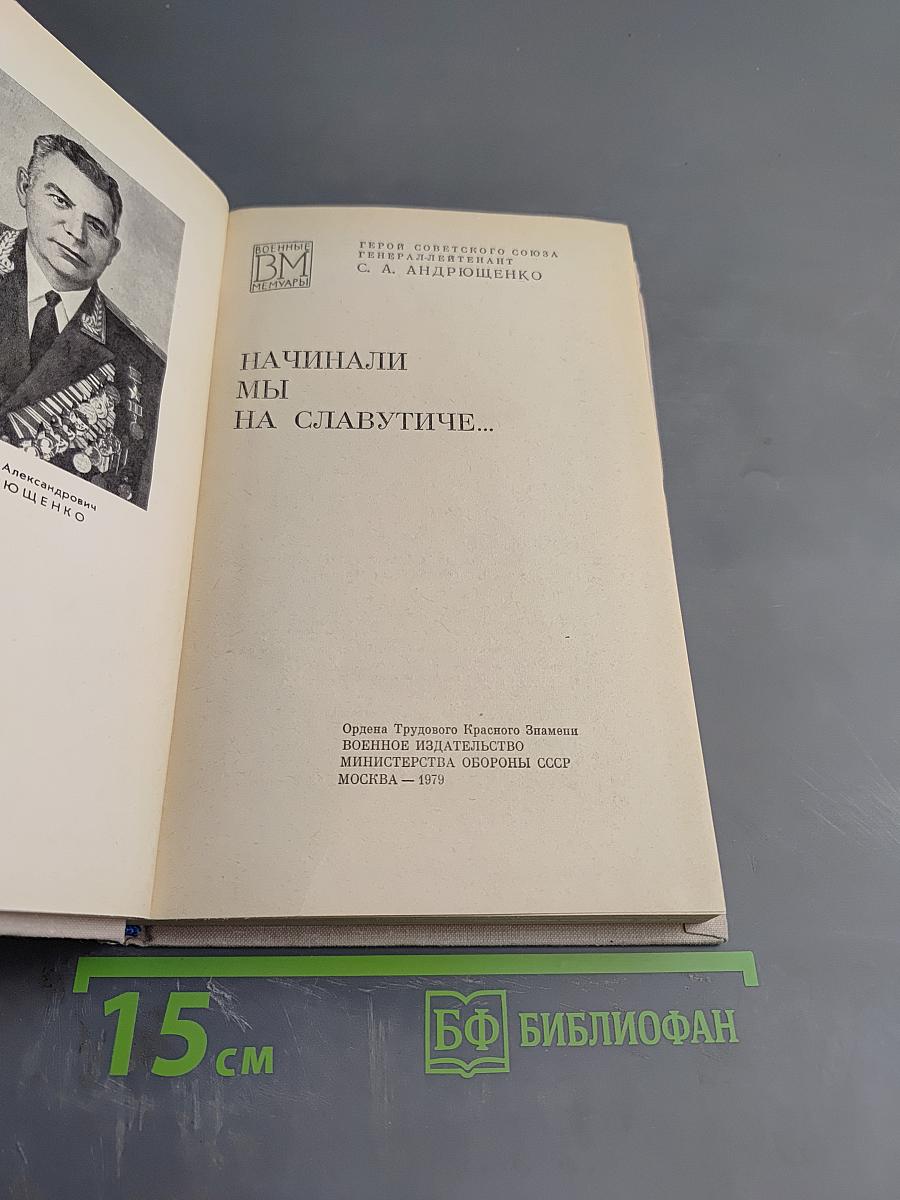 Александрович
ЮЩЕНКО
ВОЕННЫЕ
ВМ
МЕМУАРЫ
ГЕРОЙ СОВЕТСКОГО СОЮЗА
ГЕНЕРАЛ-ЛЕЙТЕНАНТ
С. А. АНДРЮЩЕНКО
НАЧИНАЛИ
МЫ
НА СЛАВУТИЧЕ...
Ордена Трудового Красного Знамени
ВОЕННОЕ ИЗДАТЕЛЬСТВО
МИНИСТЕРСТВА ОБОРОНЫ СССР
МОСКВА — 1979
15 см
БФ БИБЛИОФАН